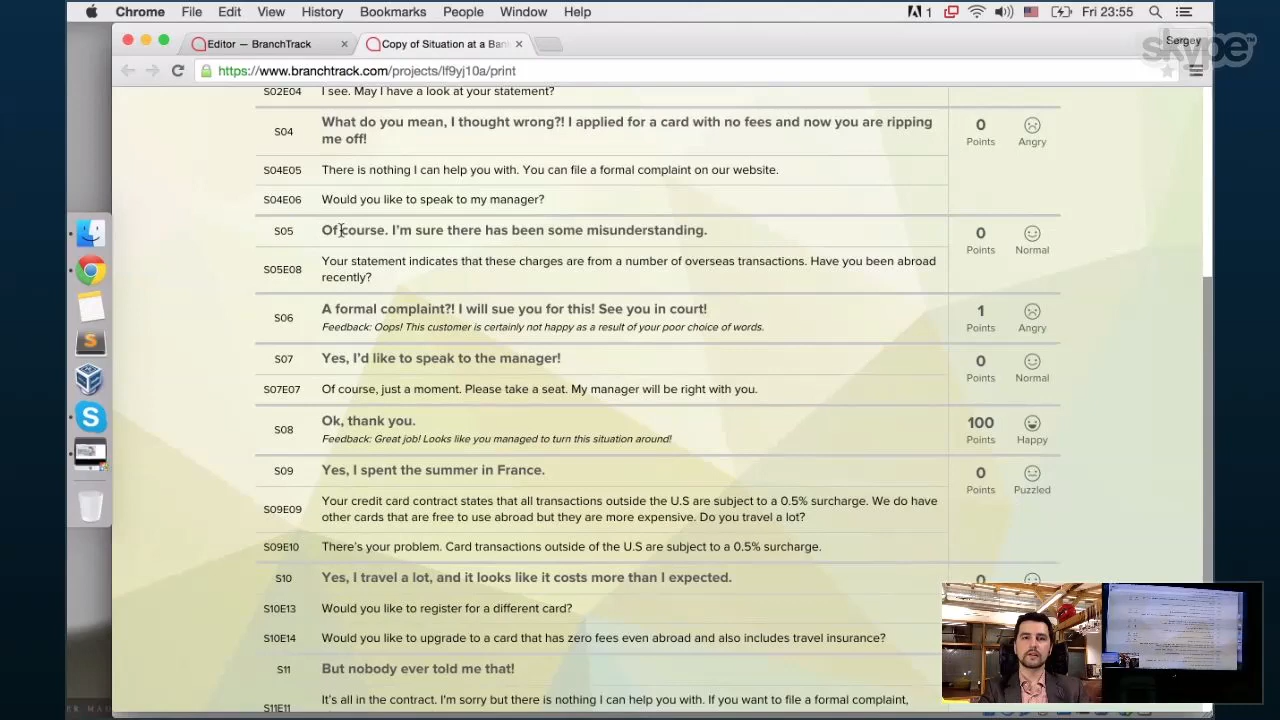 Chrome File Edit View History Bookmarks People Window Help 1 Fri 23:55
Editor — BranchTrack Copy of Situation at a Ban Sergey
skype™
https://www.branchtrack.com/projects/lf9yj10a/print
S02E04 I see. May I have a look at your statement?
S04 What do you mean, I thought wrong?! I applied for a card with no fees and now you are ripping
me off!
0 Points Angry
S04E05 There is nothing I can help you with. You can file a formal complaint on our website.
S04E06 Would you like to speak to my manager?
S05 Of course. I'm sure there has been some misunderstanding.
0 Points Normal
S05E08 Your statement indicates that these charges are from a number of overseas transactions. Have you been abroad
recently?
S06 A formal complaint?! I will sue you for this! See you in court!
Feedback: Oops! This customer is certainly not happy as a result of your poor choice of words.
1 Points Angry
S07 Yes, I'd like to speak to the manager!
0 Points Normal
S07E07 Of course, just a moment. Please take a seat. My manager will be right with you.
S08 Ok, thank you.
Feedback: Great job! Looks like you managed to turn this situation around!
100 Points Happy
S09 Yes, I spent the summer in France.
0 Points Puzzled
S09E09 Your credit card contract states that all transactions outside the U.S are subject to a 0.5% surcharge. We do have
other cards that are free to use abroad but they are more expensive. Do you travel a lot?
S09E10 There's your problem. Card transactions outside of the U.S are subject to a 0.5% surcharge.
S10 Yes, I travel a lot, and it looks like it costs more than I expected. 0
S10E13 Would you like to register for a different card?
S10E14 Would you like to upgrade to a card that has zero fees even abroad and also includes travel insurance?
S11 But nobody ever told me that!
S11E11 It's all in the contract. I'm sorry but there is nothing I can help you with. If you want to file a formal complaint,